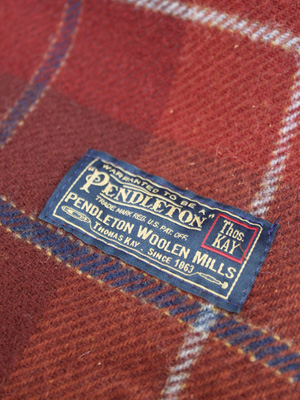 WARRANTED TO BE A
"PENDLETON"
TRADE MARK REG. U.S. PAT. OFF.
PENDLETON WOOLEN MILLS
THOMAS KAY SINCE 1863
THOS.
KAY